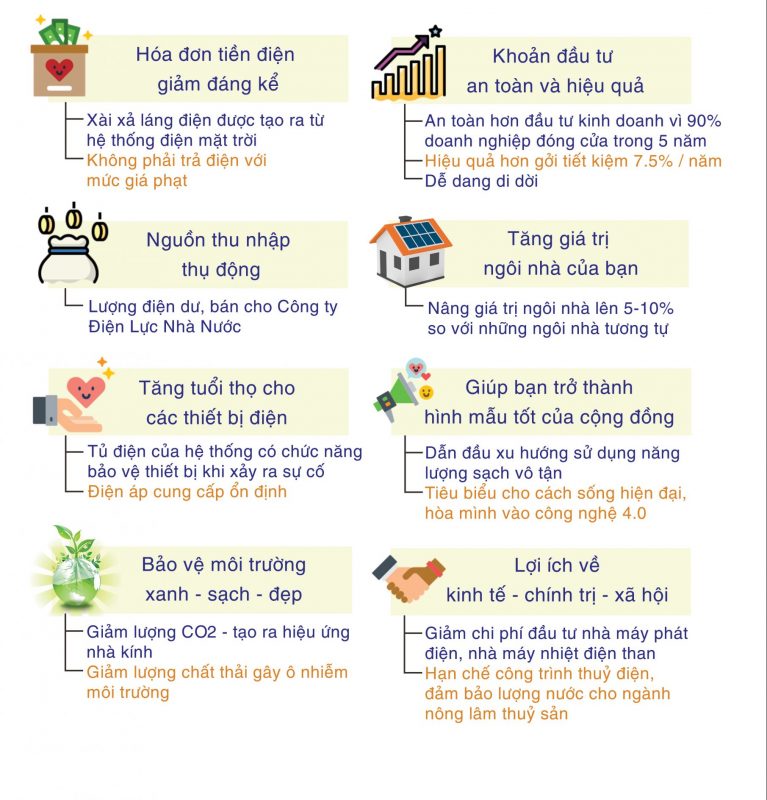 Hóa đơn tiền điện
giảm đáng kể
Xài xả láng điện được tạo ra từ
hệ thống điện mặt trời
Không phải trả điện với
mức giá phạt
Khoản đầu tư
an toàn và hiệu quả
An toàn hơn đầu tư kinh doanh vì 90%
doanh nghiệp đóng cửa trong 5 năm
Hiệu quả hơn gởi tiết kiệm 7.5% / năm
Dễ dang di dời
Nguồn thu nhập
thụ động
Lượng điện dư, bán cho Công ty
Điện Lực Nhà Nước
Tăng giá trị
ngôi nhà của bạn
Nâng giá trị ngôi nhà lên 5-10%
so với những ngôi nhà tương tự
Tăng tuổi thọ cho
các thiết bị điện
Tủ điện của hệ thống có chức năng
bảo vệ thiết bị khi xảy ra sự cố
Điện áp cung cấp ổn định
Giúp bạn trở thành
hình mẫu tốt của cộng đồng
Dẫn đầu xu hướng sử dụng năng
lượng sạch vô tận
Tiêu biểu cho cách sống hiện đại,
hòa mình vào công nghệ 4.0
Bảo vệ môi trường
xanh - sạch - đẹp
Giảm lượng CO2 - tạo ra hiệu ứng
nhà kính
Giảm lượng chất thải gây ô nhiễm
môi trường
Lợi ích về
kinh tế - chính trị - xã hội
Giảm chi phí đầu tư nhà máy phát
điện, nhà máy nhiệt điện than
Hạn chế công trình thuỷ điện,
đảm bảo lượng nước cho ngành
nông lâm thuỷ sản